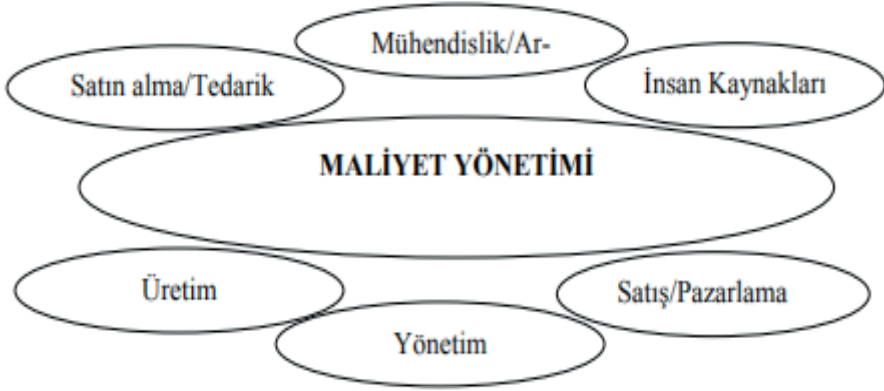 Mühendislik/Ar-
Satın alma/Tedarik
İnsan Kaynakları
MALİYET YÖNETİMİ
Üretim
Satış/Pazarlama
Yönetim